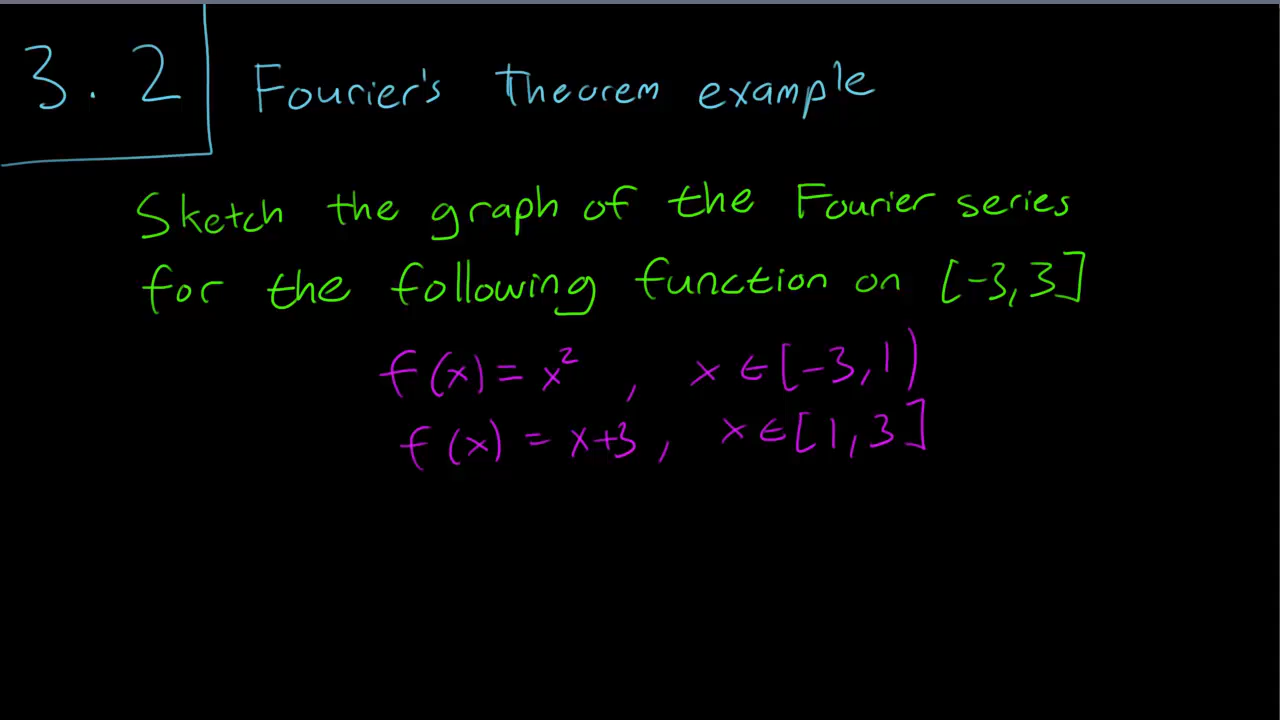 3.2 Fourier's Theorem example
Sketch the graph of the Fourier series
for the following function on [-3,3]
f(x) = x², x ∈ [-3, 1)
f(x) = x+3, x ∈ [1, 3]